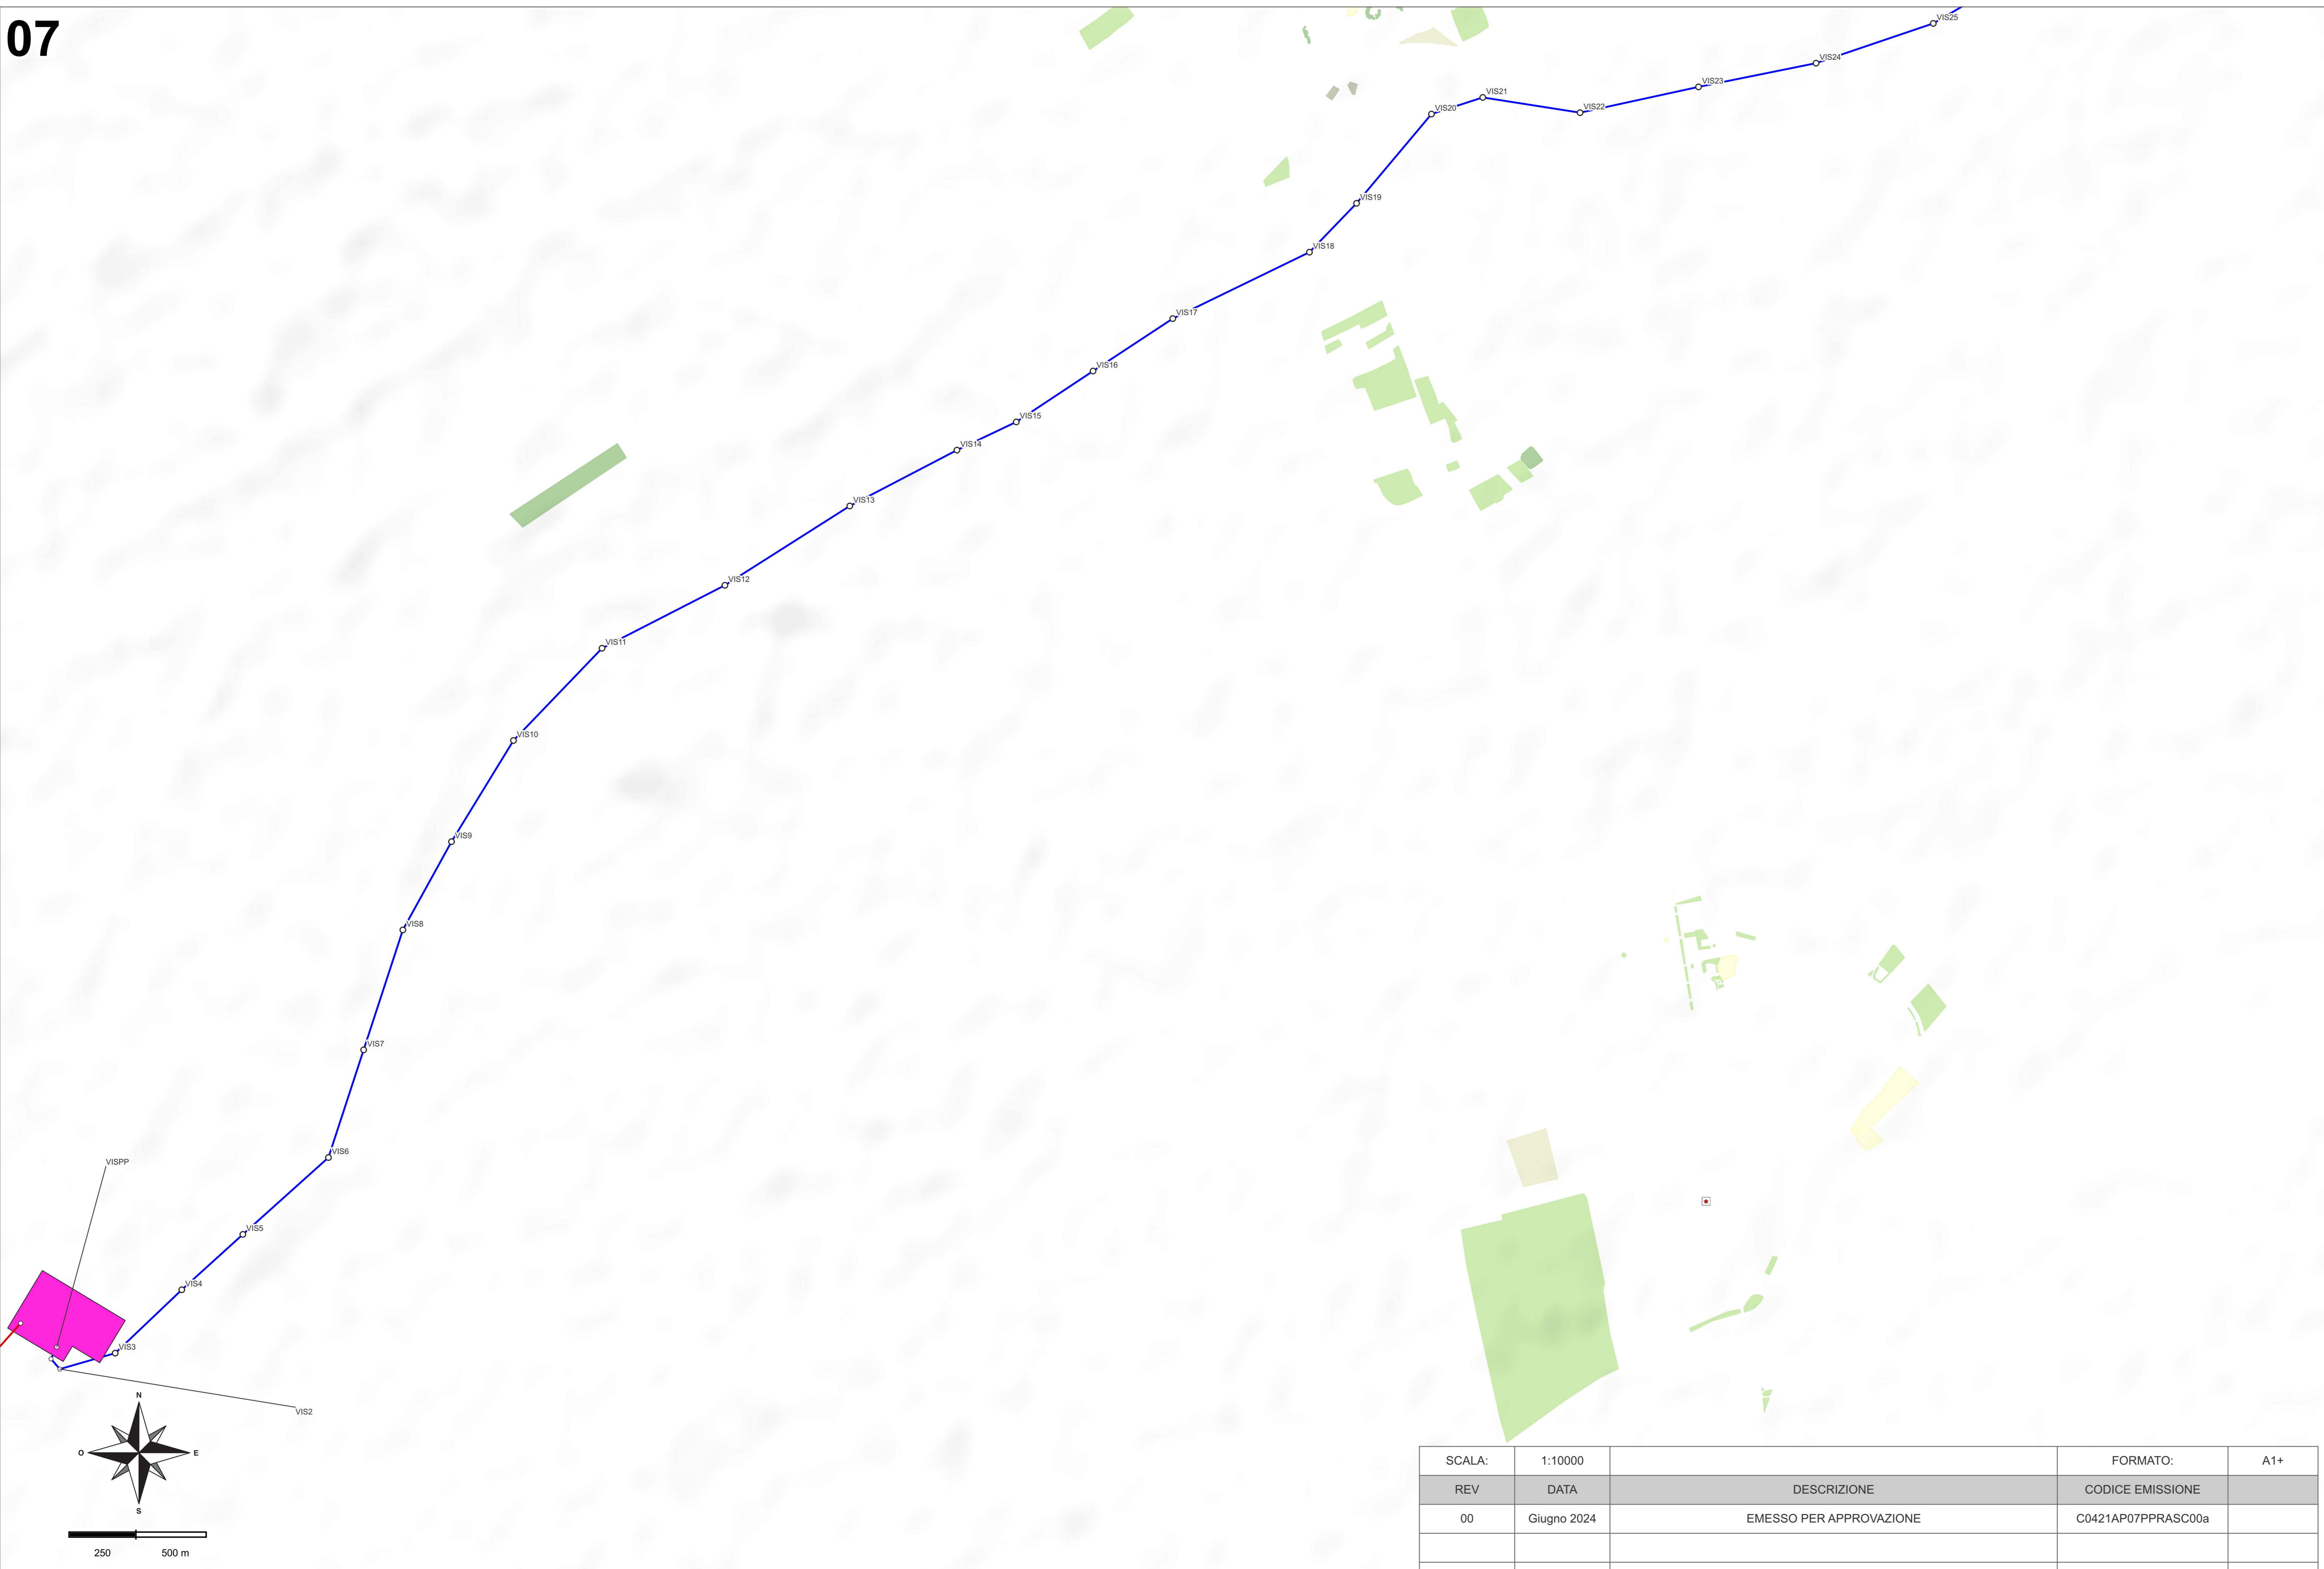 07
VIS25
VIS24
VIS23
VIS22
VIS21
VIS20
VIS19
VIS18
VIS17
VIS16
VIS15
VIS14
VIS13
VIS12
VIS11
VIS10
VIS9
VIS8
VIS7
VIS6
VISPP
VIS5
VIS4
VIS3
VIS2
N
O E
S
250 500 m
SCALA: 1:10000 FORMATO: A1+
REV DATA DESCRIZIONE CODICE EMISSIONE
00 Giugno 2024 EMESSO PER APPROVAZIONE C0421AP07PPRASC00a